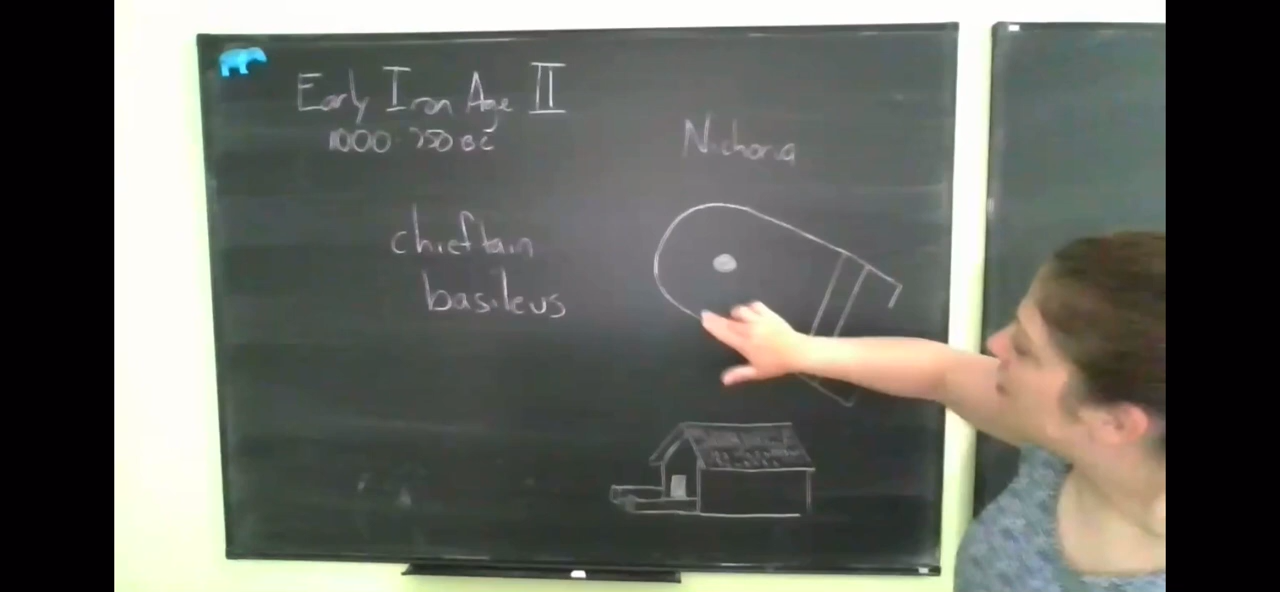 Early Iron Age II
1000-750 BC
Nichoria
chieftain
basileus